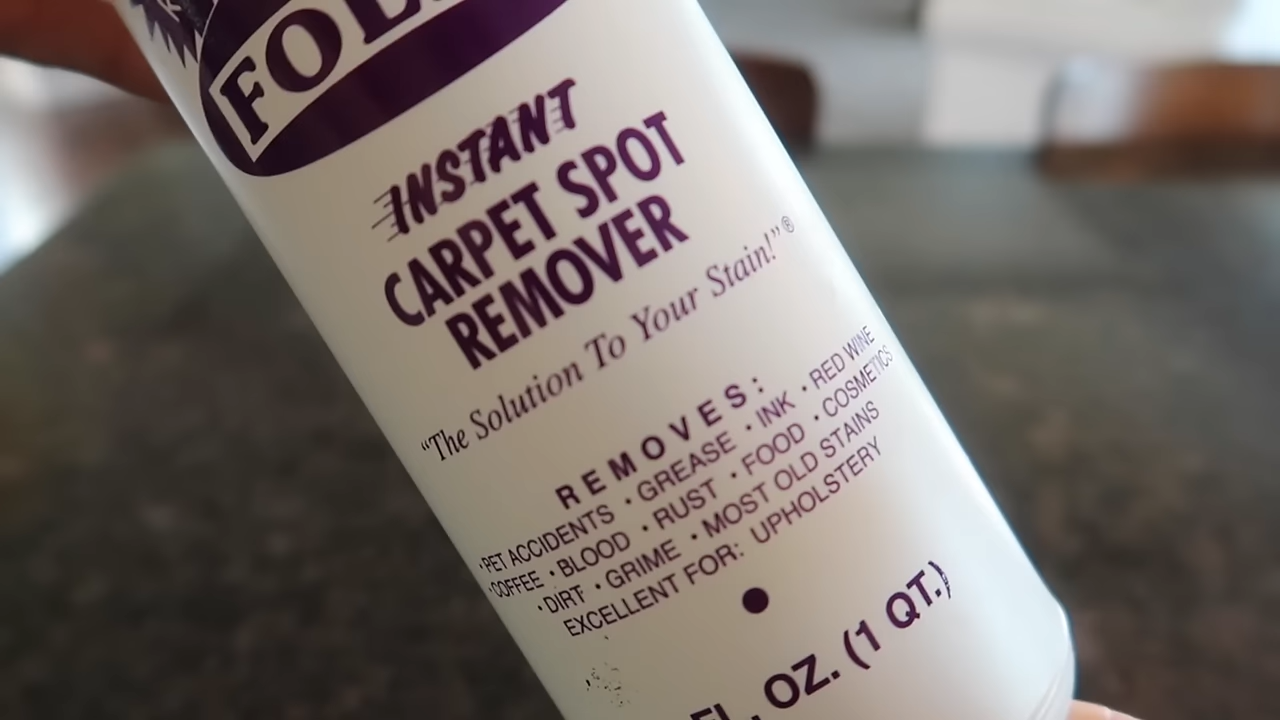 INSTANT
CARPET SPOT
REMOVER
"The Solution To Your Stain!"®
REMOVES:
·PET ACCIDENTS ·GREASE ·INK ·RED WINE
·COFFEE ·BLOOD ·RUST ·FOOD ·COSMETICS
·DIRT ·GRIME ·MOST OLD STAINS
EXCELLENT FOR: UPHOLSTERY
FL. OZ. (1 QT.)